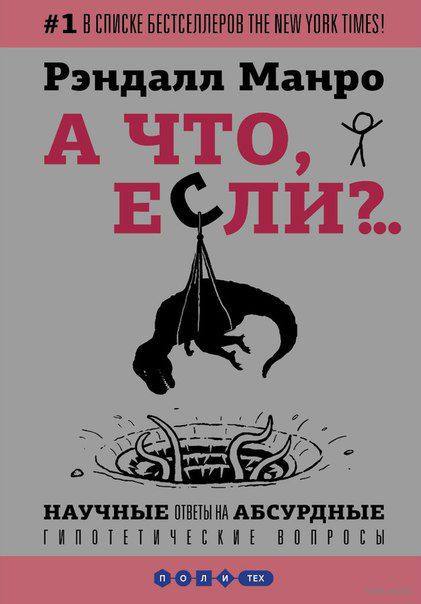 #1 В СПИСКЕ БЕСТСЕЛЛЕРОВ THE NEW YORK TIMES!
Рэндалл Манро
А ЧТО,
ЕСЛИ?..
НАУЧНЫЕ ОТВЕТЫ НА АБСУРДНЫЕ
ГИПОТЕТИЧЕСКИЕ ВОПРОСЫ
ПОЛИТЕХ